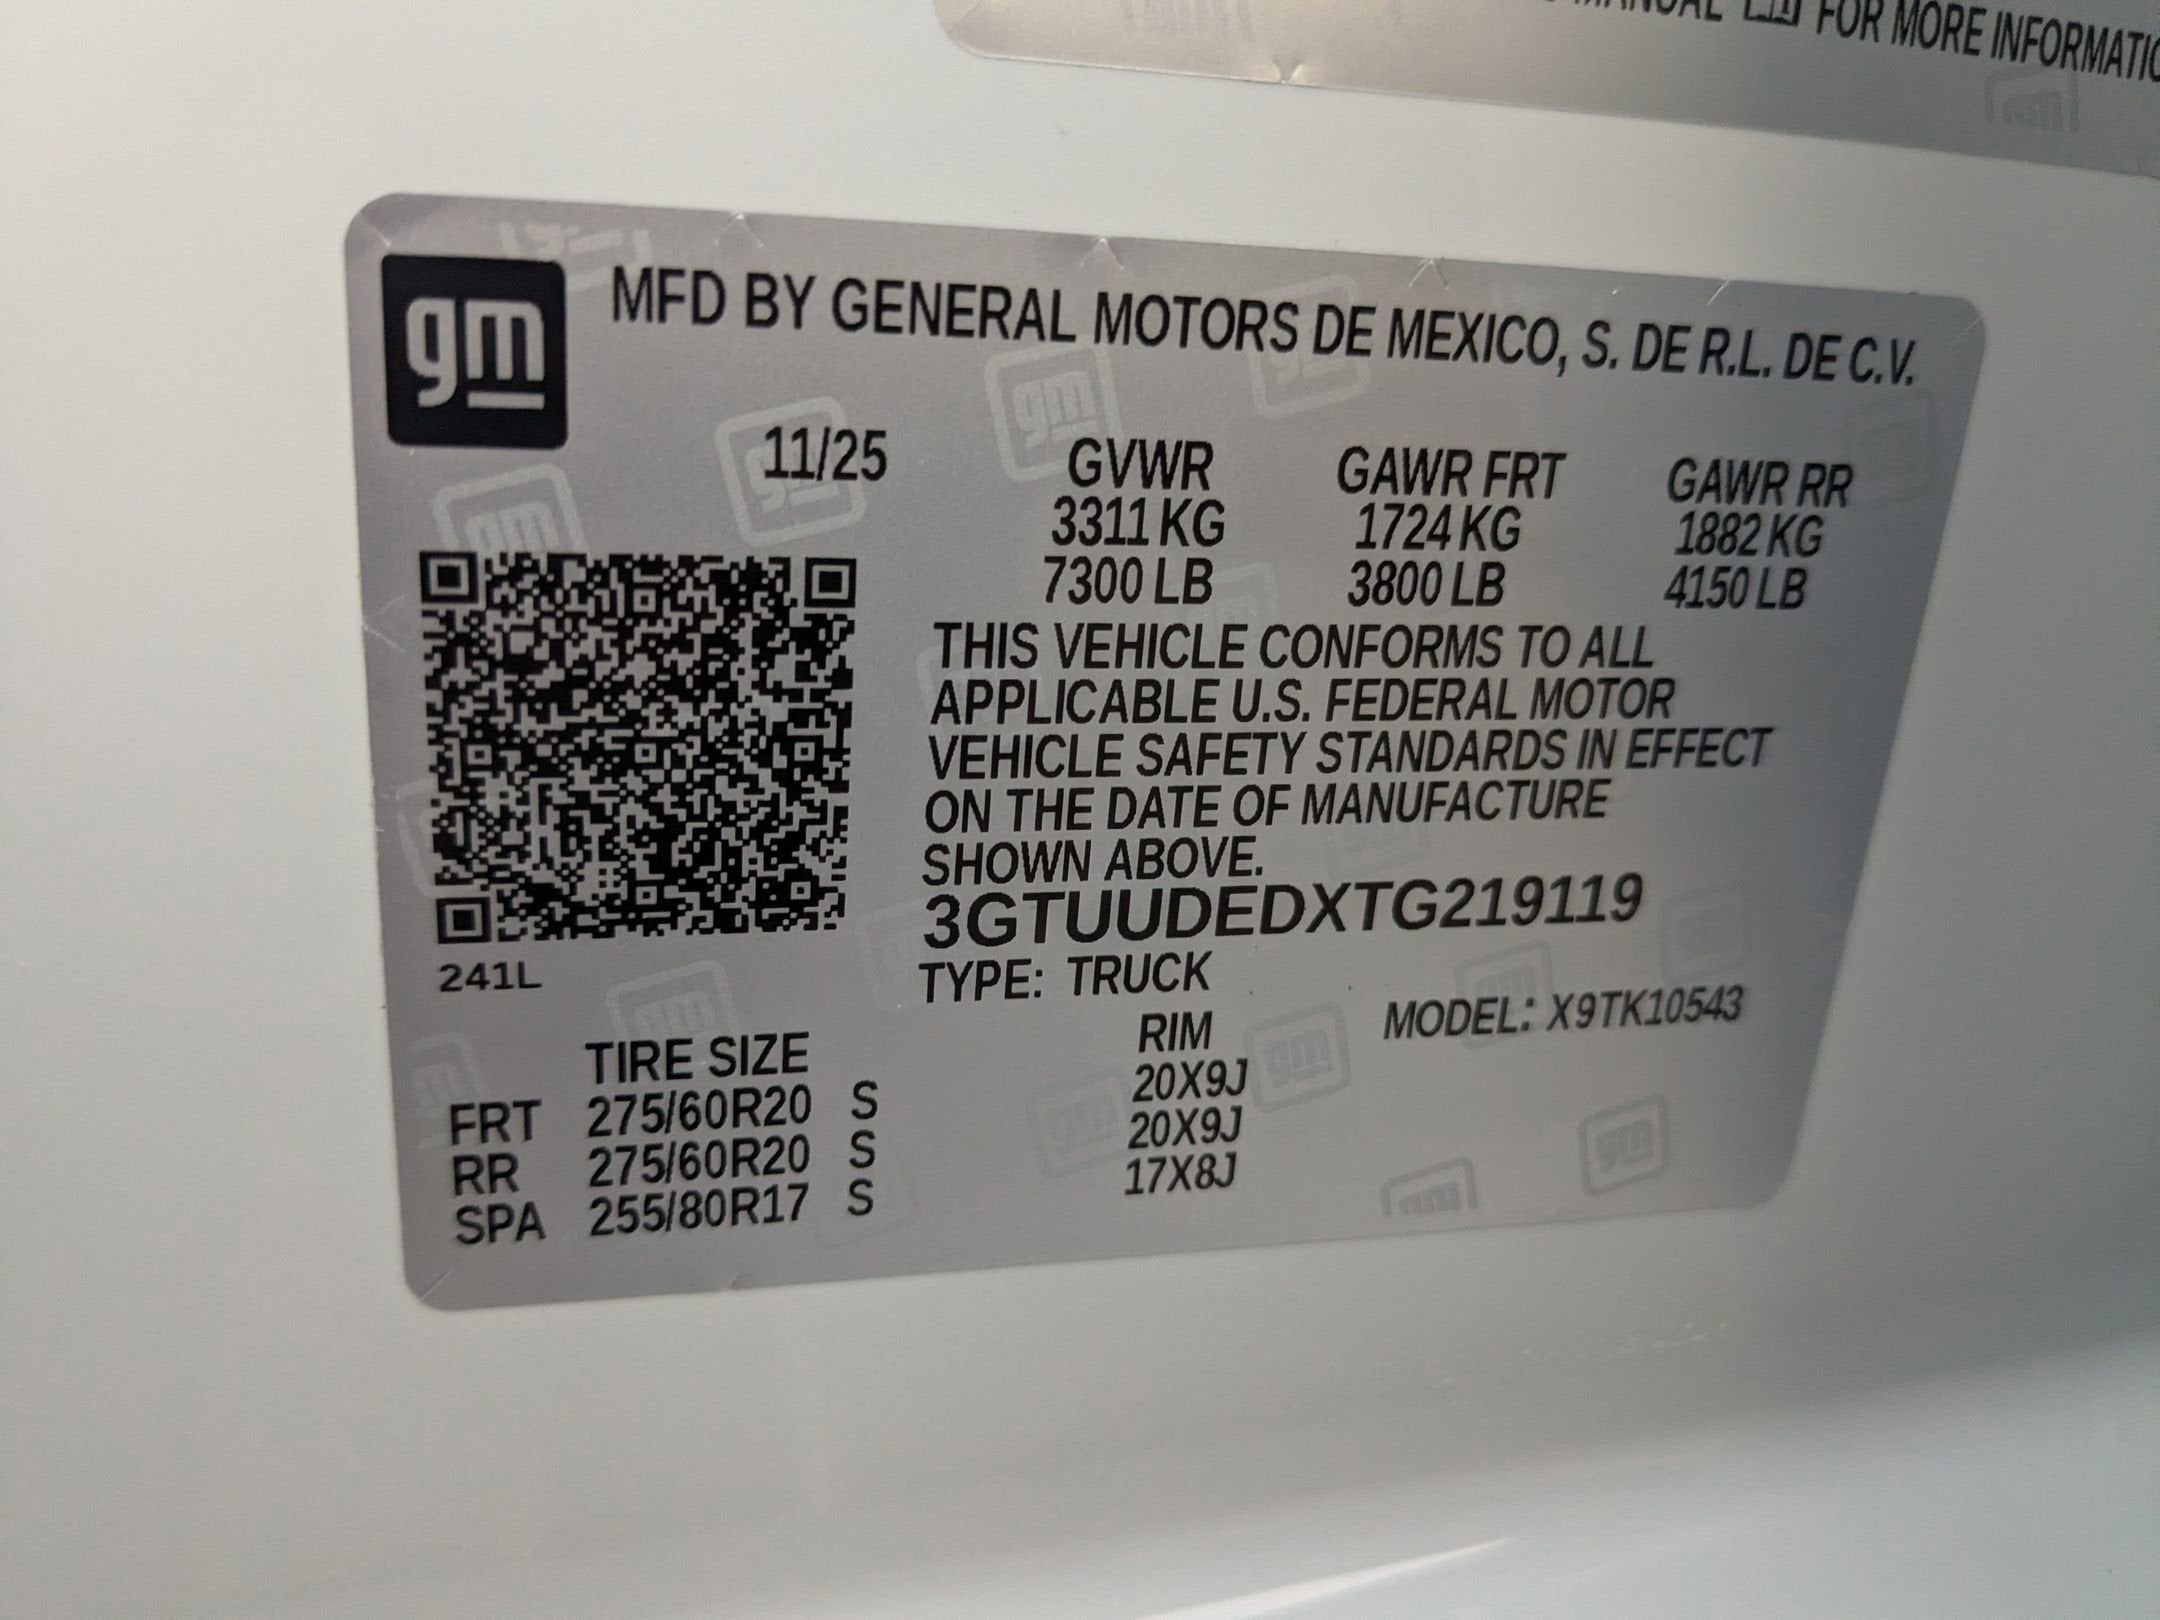 MANUAL FOR MORE INFORMATIO
gm
MFD BY GENERAL MOTORS DE MEXICO, S. DE R.L. DE C.V.
11/25 GVWR GAWR FRT GAWR RR
3311 KG 1724 KG 1882 KG
7300 LB 3800 LB 4150 LB
THIS VEHICLE CONFORMS TO ALL
APPLICABLE U.S. FEDERAL MOTOR
VEHICLE SAFETY STANDARDS IN EFFECT
ON THE DATE OF MANUFACTURE
SHOWN ABOVE.
3GTUUDEDXTG219119
241L
TYPE: TRUCK
MODEL: X9TK10543
TIRE SIZE RIM
FRT 275/60R20 S 20X9J
RR 275/60R20 S 20X9J
SPA 255/80R17 S 17X8J